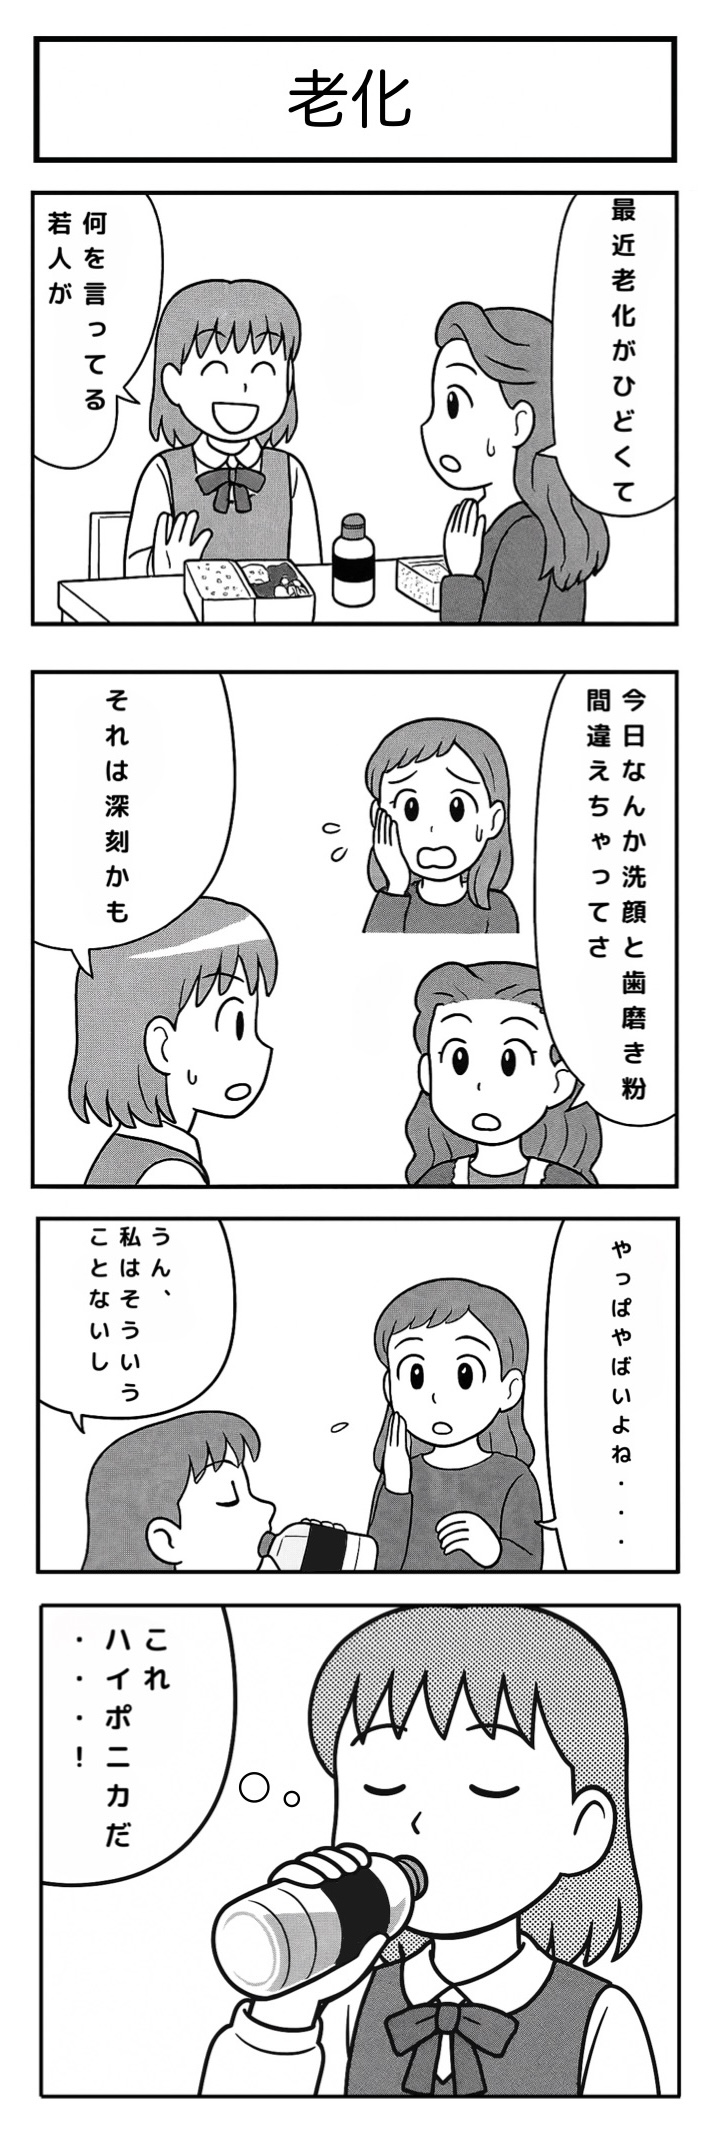 老化
最近老化がひどくて
何を言ってる
若人が
今日なんか洗顔と歯磨き粉
間違えちゃってさ
それは深刻かも
やっぱやばいよね・・・
うん、
私はそういう
ことないし
これ
ハイポニカだ
・・・・！